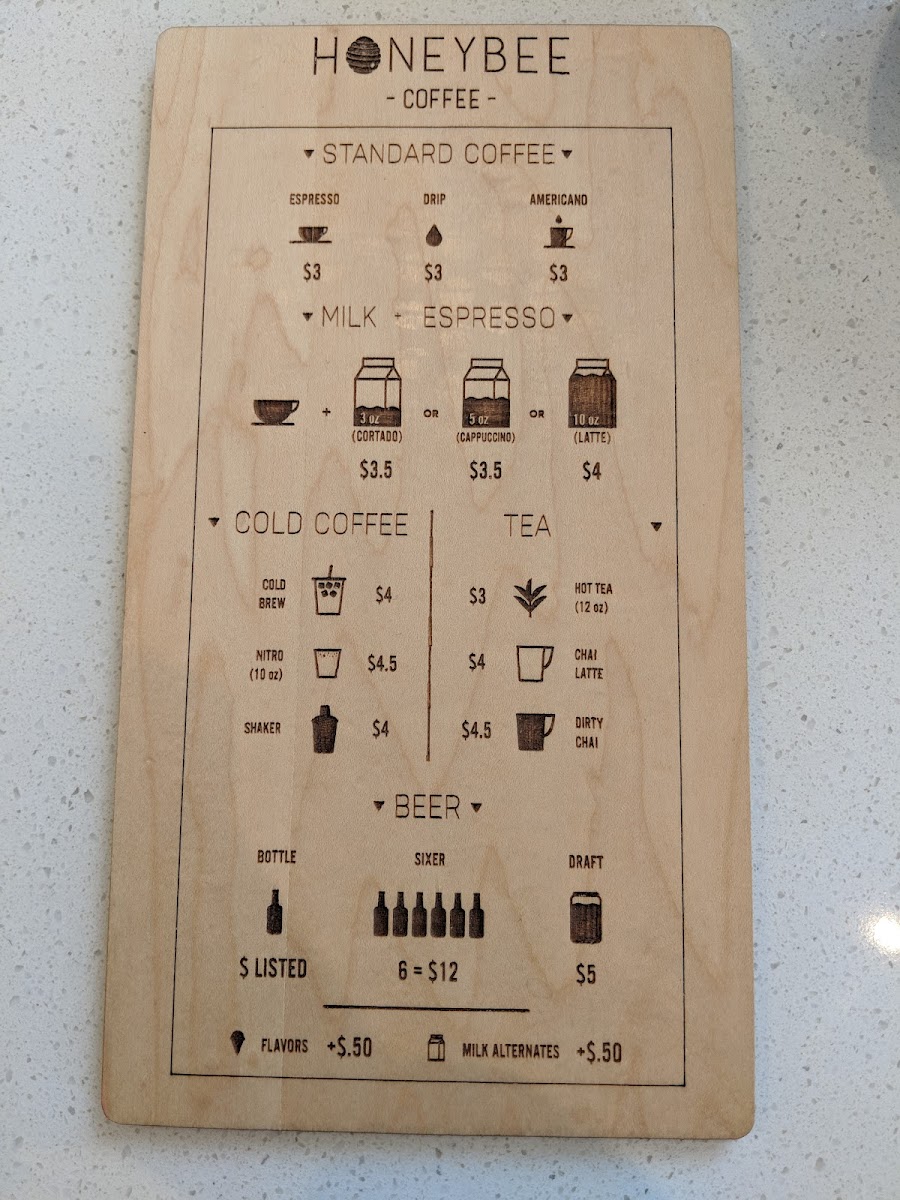 HONEYBEE
- COFFEE -
STANDARD COFFEE
ESPRESSO DRIP AMERICANO
$3 $3 $3
MILK + ESPRESSO
+ 3 oz OR 5 oz OR 10 oz
(CORTADO) (CAPPUCCINO) (LATTE)
$3.5 $3.5 $4
COLD COFFEE
COLD
BREW
$4
NITRO
(10 oz)
$4.5
SHAKER $4
TEA
$3 HOT TEA
(12 oz)
$4 CHAI
LATTE
$4.5 DIRTY
CHAI
BEER
BOTTLE SIXER DRAFT
$ LISTED 6 = $12 $5
FLAVORS +$.50 MILK ALTERNATES +$.50